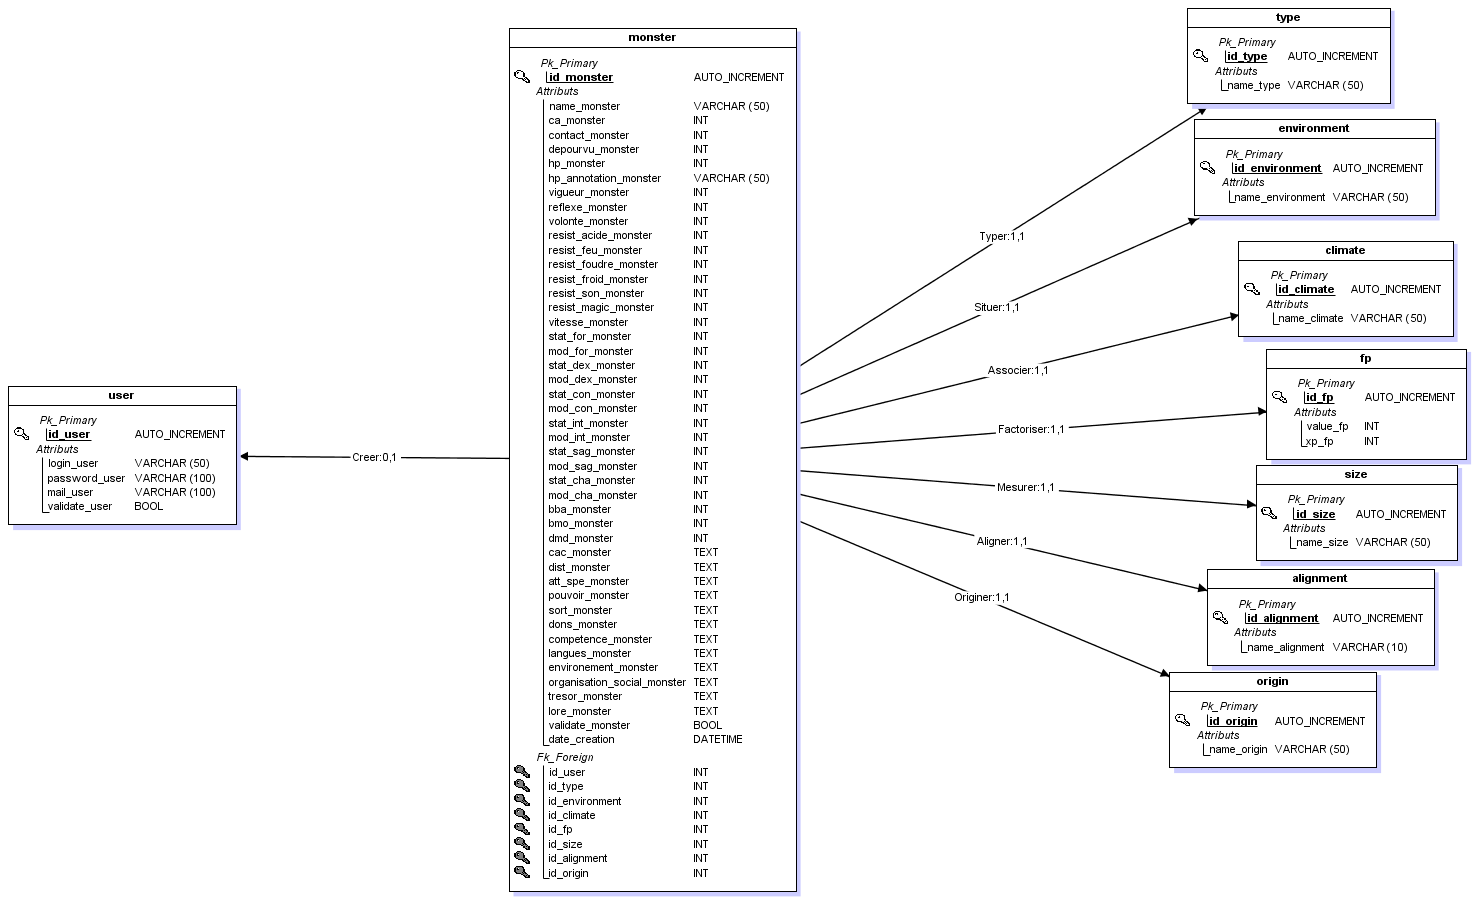 user
Pk_Primary
id_user AUTO_INCREMENT
Attributs
login_user VARCHAR (50)
password_user VARCHAR (100)
mail_user VARCHAR (100)
validate_user BOOL
Creer:0,1
monster
Pk_Primary
id_monster AUTO_INCREMENT
Attributs
name_monster VARCHAR (50)
ca_monster INT
contact_monster INT
depourvu_monster INT
hp_monster INT
hp_annotation_monster VARCHAR (50)
vigueur_monster INT
reflexe_monster INT
volonte_monster INT
resist_acide_monster INT
resist_feu_monster INT
resist_foudre_monster INT
resist_froid_monster INT
resist_son_monster INT
resist_magic_monster INT
vitesse_monster INT
stat_for_monster INT
mod_for_monster INT
stat_dex_monster INT
mod_dex_monster INT
stat_con_monster INT
mod_con_monster INT
stat_int_monster INT
mod_int_monster INT
stat_sag_monster INT
mod_sag_monster INT
stat_cha_monster INT
mod_cha_monster INT
bba_monster INT
bmo_monster INT
dmd_monster INT
cac_monster TEXT
dist_monster TEXT
att_spe_monster TEXT
pouvoir_monster TEXT
sort_monster TEXT
dons_monster TEXT
competence_monster TEXT
langues_monster TEXT
environement_monster TEXT
organisation_social_monster TEXT
tresor_monster TEXT
lore_monster TEXT
validate_monster BOOL
date_creation DATETIME
Fk_Foreign
id_user INT
id_type INT
id_environment INT
id_climate INT
id_fp INT
id_size INT
id_alignment INT
id_origin INT
Typer:1,1
Situer:1,1
Associer:1,1
Factoriser:1,1
Mesurer:1,1
Aligner:1,1
Originer:1,1
type
Pk_Primary
id_type AUTO_INCREMENT
Attributs
name_type VARCHAR (50)
environment
Pk_Primary
id_environment AUTO_INCREMENT
Attributs
name_environment VARCHAR (50)
climate
Pk_Primary
id_climate AUTO_INCREMENT
Attributs
name_climate VARCHAR (50)
fp
Pk_Primary
id_fp AUTO_INCREMENT
Attributs
value_fp INT
xp_fp INT
size
Pk_Primary
id_size AUTO_INCREMENT
Attributs
name_size VARCHAR (50)
alignment
Pk_Primary
id_alignment AUTO_INCREMENT
Attributs
name_alignment VARCHAR (10)
origin
Pk_Primary
id_origin AUTO_INCREMENT
Attributs
name_origin VARCHAR (50)